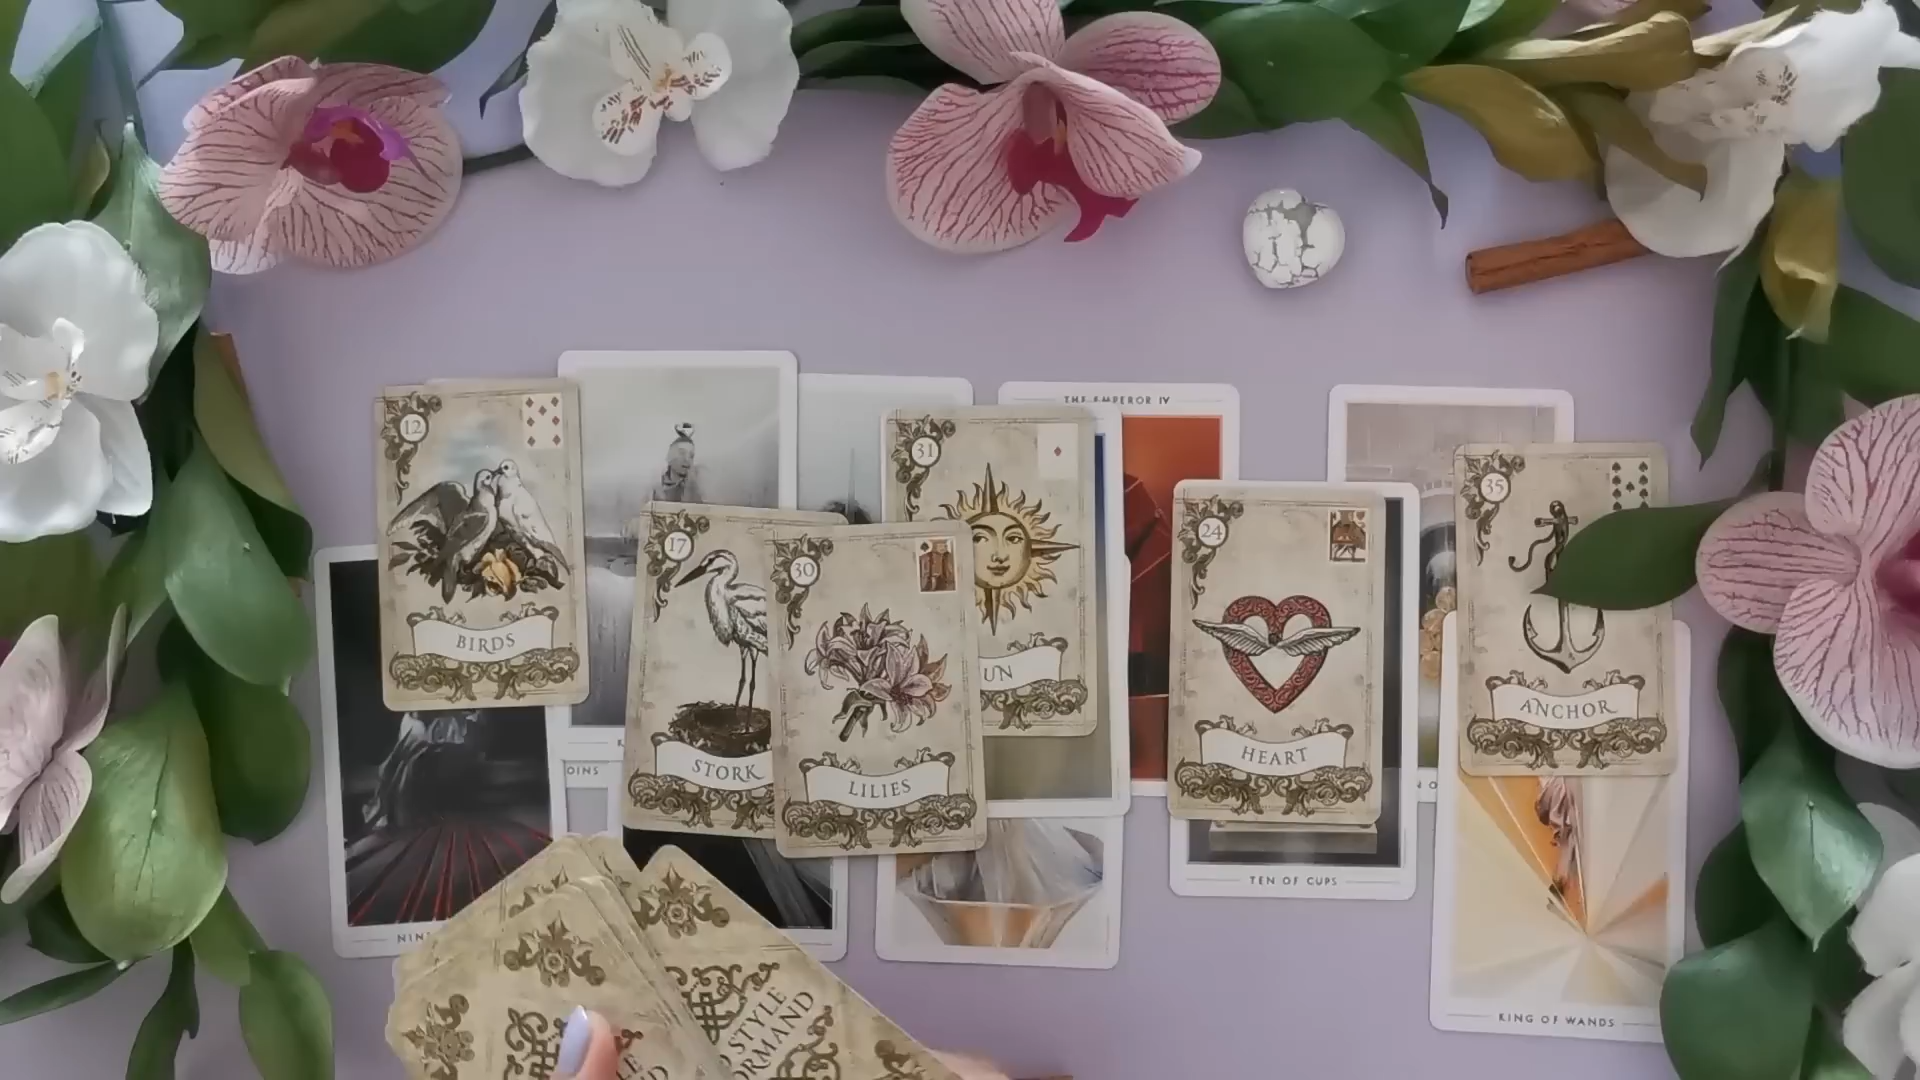 THE EMPEROR IV
12
31
35
17
24
30
BIRDS
UN
ANCHOR
STORK
HEART
LILIES
OINS
TEN OF CUPS
NIN
KING OF WANDS
STYLE
ORMAND